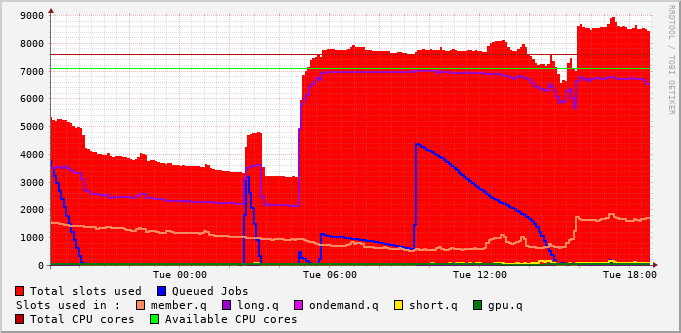 9000
8000
7000
6000
5000
4000
3000
2000
1000
0
Tue 00:00 Tue 06:00 Tue 12:00 Tue 18:00
RRDTOOL / TOBI OETIKER
Total slots used Queued Jobs
Slots used in : member.q long.q ondemand.q short.q gpu.q
Total CPU cores Available CPU cores